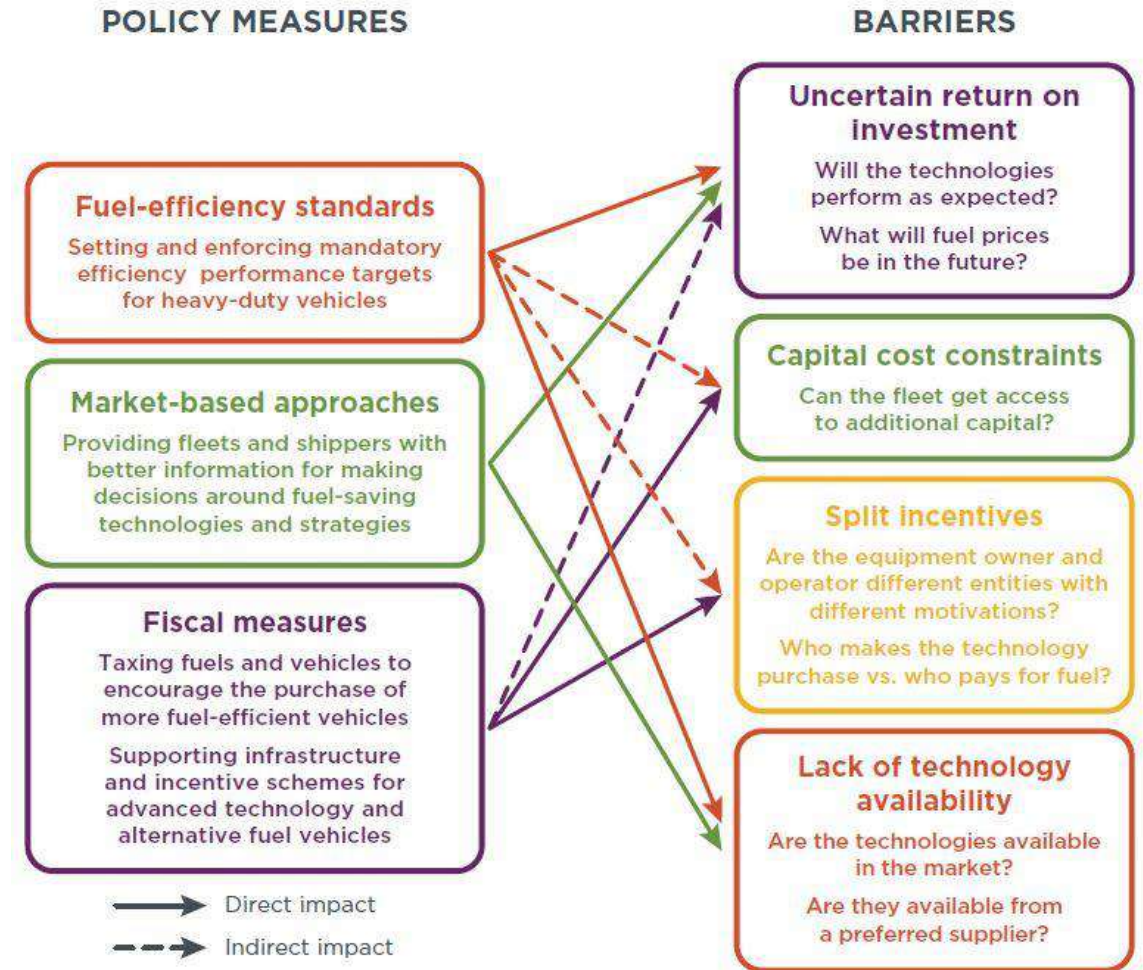 POLICY MEASURES
Fuel-efficiency standards
Setting and enforcing mandatory
efficiency performance targets
for heavy-duty vehicles
Market-based approaches
Providing fleets and shippers with
better information for making
decisions around fuel-saving
technologies and strategies
Fiscal measures
Taxing fuels and vehicles to
encourage the purchase of
more fuel-efficient vehicles
Supporting infrastructure
and incentive schemes for
advanced technology and
alternative fuel vehicles
Direct impact
Indirect impact
BARRIERS
Uncertain return on
investment
Will the technologies
perform as expected?
What will fuel prices
be in the future?
Capital cost constraints
Can the fleet get access
to additional capital?
Split incentives
Are the equipment owner and
operator different entities with
different motivations?
Who makes the technology
purchase vs. who pays for fuel?
Lack of technology
availability
Are the technologies available
in the market?
Are they available from
a preferred supplier?